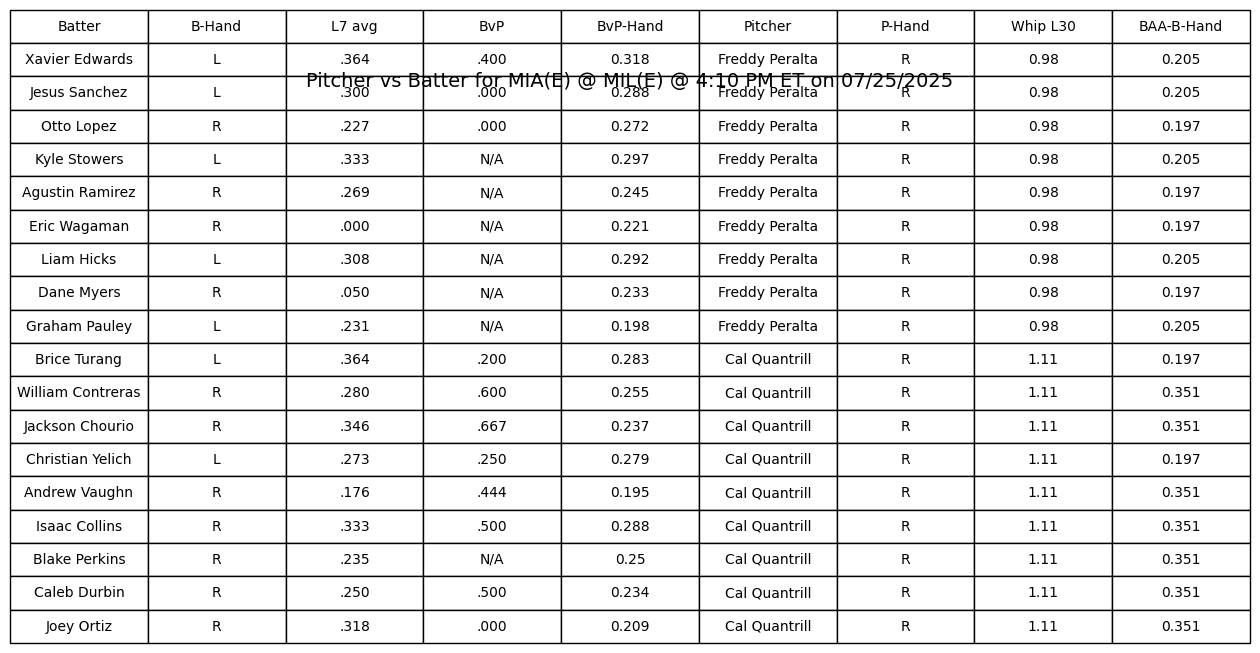 Batter B-Hand L7 avg BvP BvP-Hand Pitcher P-Hand Whip L30 BAA-B-Hand
Xavier Edwards L .364 .400 0.318 Freddy Peralta R 0.98 0.205
Pitcher vs Batter for MIA(E) @ MIL(E) @ 4:10 PM ET on 07/25/2025
Jesus Sanchez L .300 .000 0.288 Freddy Peralta R 0.98 0.205
Otto Lopez R .227 .000 0.272 Freddy Peralta R 0.98 0.197
Kyle Stowers L .333 N/A 0.297 Freddy Peralta R 0.98 0.205
Agustin Ramirez R .269 N/A 0.245 Freddy Peralta R 0.98 0.197
Eric Wagaman R .000 N/A 0.221 Freddy Peralta R 0.98 0.197
Liam Hicks L .308 N/A 0.292 Freddy Peralta R 0.98 0.205
Dane Myers R .050 N/A 0.233 Freddy Peralta R 0.98 0.197
Graham Pauley L .231 N/A 0.198 Freddy Peralta R 0.98 0.205
Brice Turang L .364 .200 0.283 Cal Quantrill R 1.11 0.197
William Contreras R .280 .600 0.255 Cal Quantrill R 1.11 0.351
Jackson Chourio R .346 .667 0.237 Cal Quantrill R 1.11 0.351
Christian Yelich L .273 .250 0.279 Cal Quantrill R 1.11 0.197
Andrew Vaughn R .176 .444 0.195 Cal Quantrill R 1.11 0.351
Isaac Collins R .333 .500 0.288 Cal Quantrill R 1.11 0.351
Blake Perkins R .235 N/A 0.25 Cal Quantrill R 1.11 0.351
Caleb Durbin R .250 .500 0.234 Cal Quantrill R 1.11 0.351
Joey Ortiz R .318 .000 0.209 Cal Quantrill R 1.11 0.351